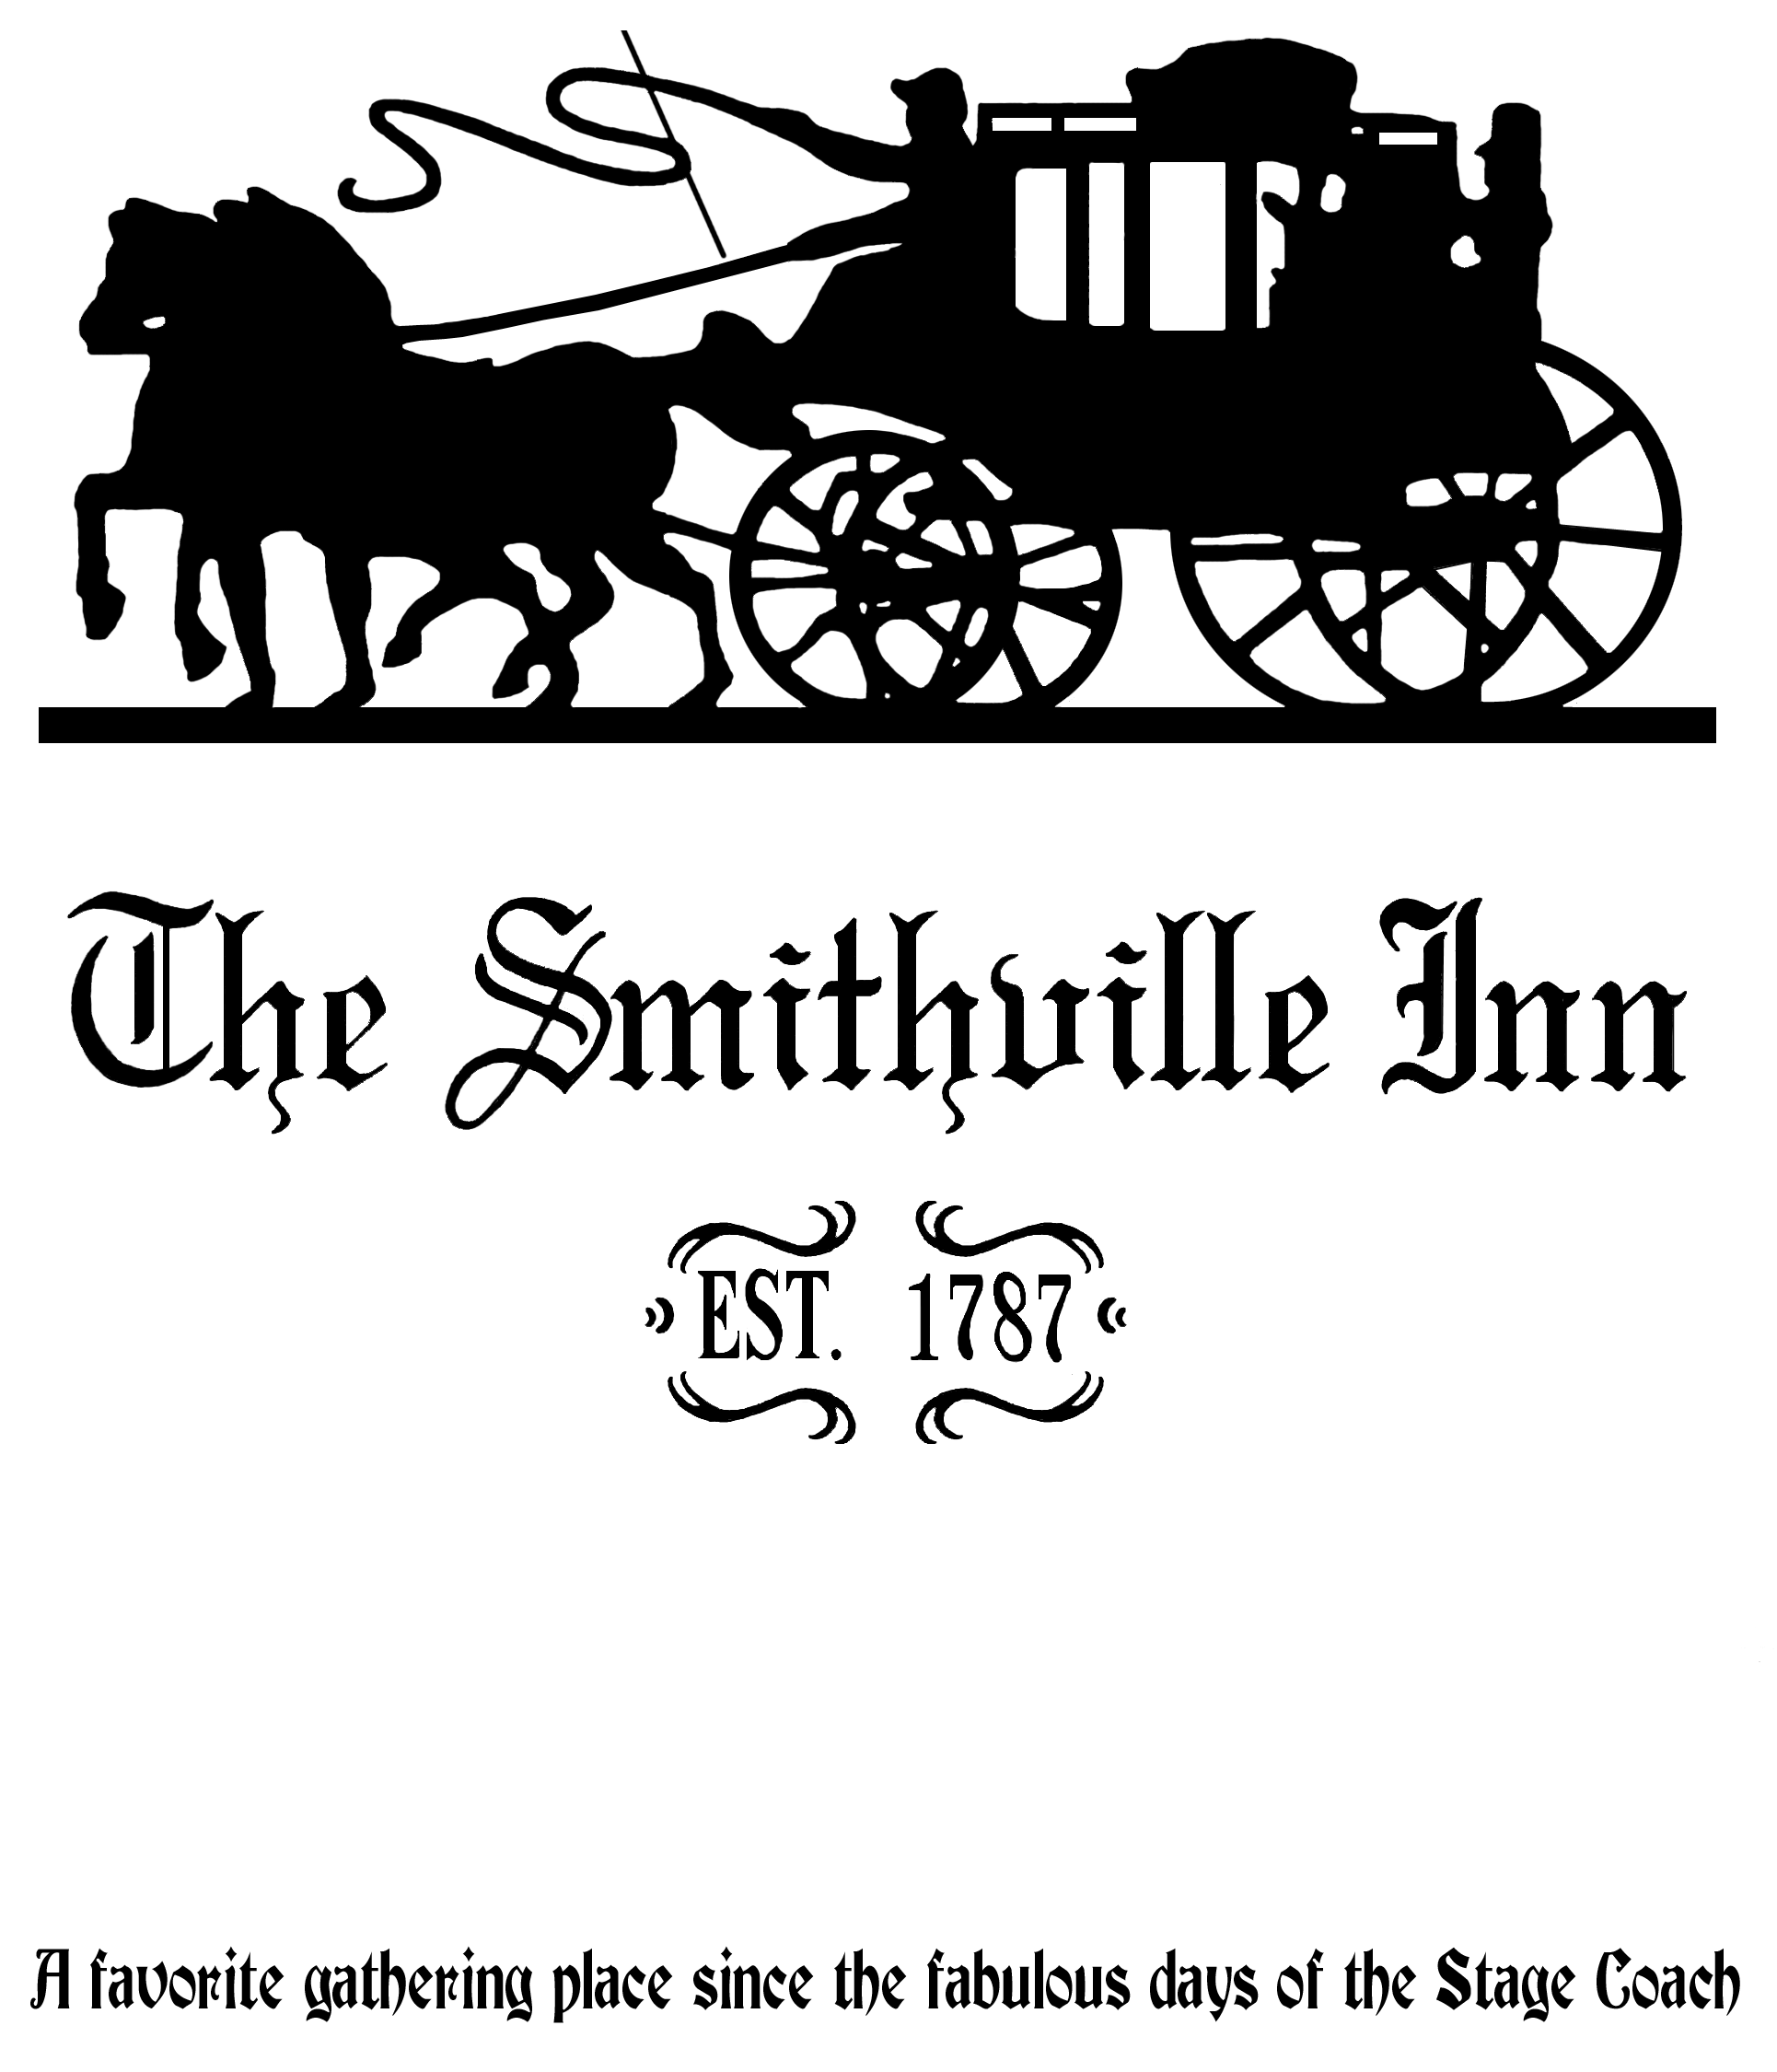 The Smithville Inn
EST. 1787
A favorite gathering place since the fabulous days of the Stage Coach